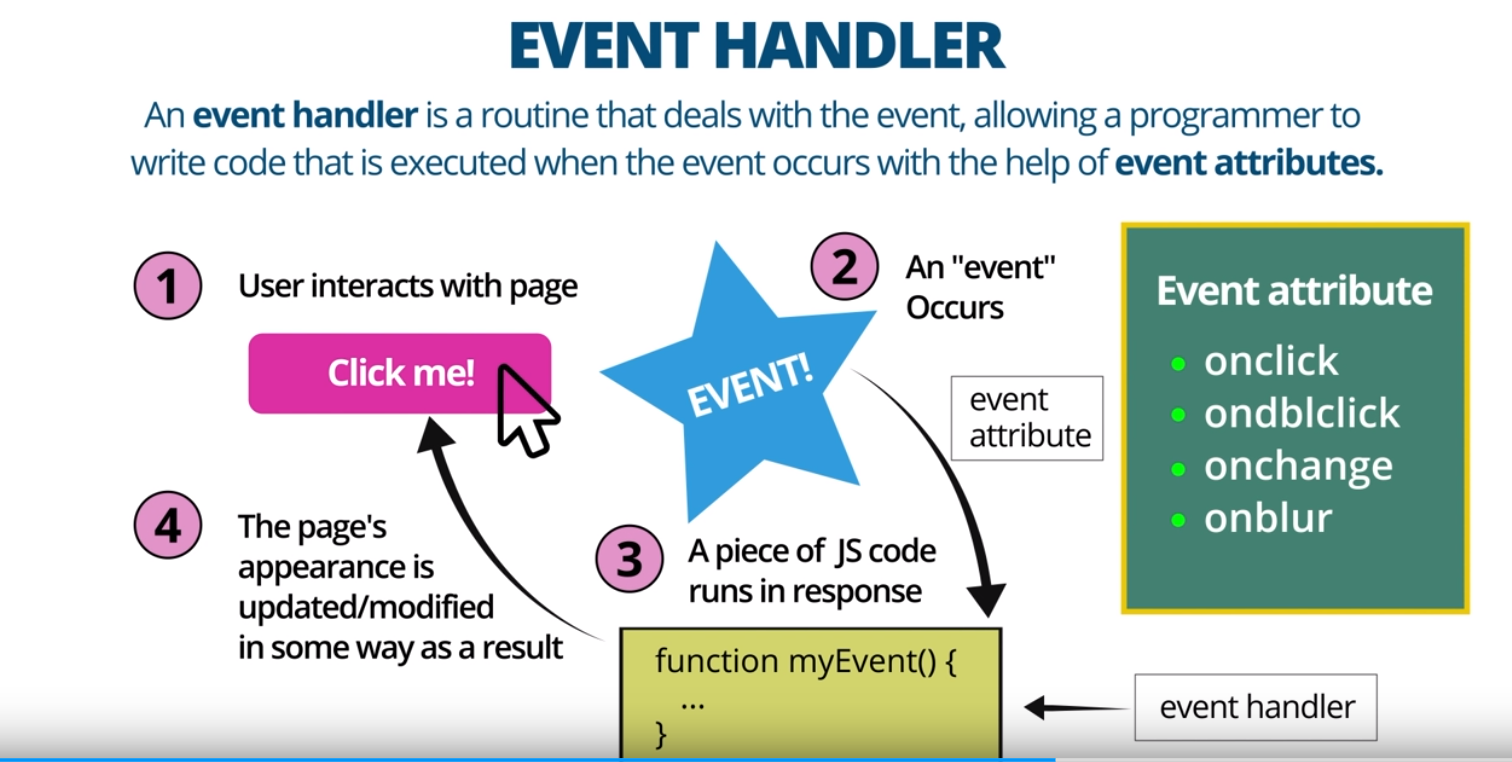 EVENT HANDLER
An event handler is a routine that deals with the event, allowing a programmer to
write code that is executed when the event occurs with the help of event attributes.
1
User interacts with page
Click me!
EVENT!
2
An "event"
Occurs
event
attribute
Event attribute
onclick
ondblclick
onchange
onblur
3
A piece of JS code
runs in response
function myEvent() {
...
}
event handler
4
The page's
appearance is
updated/modified
in some way as a result